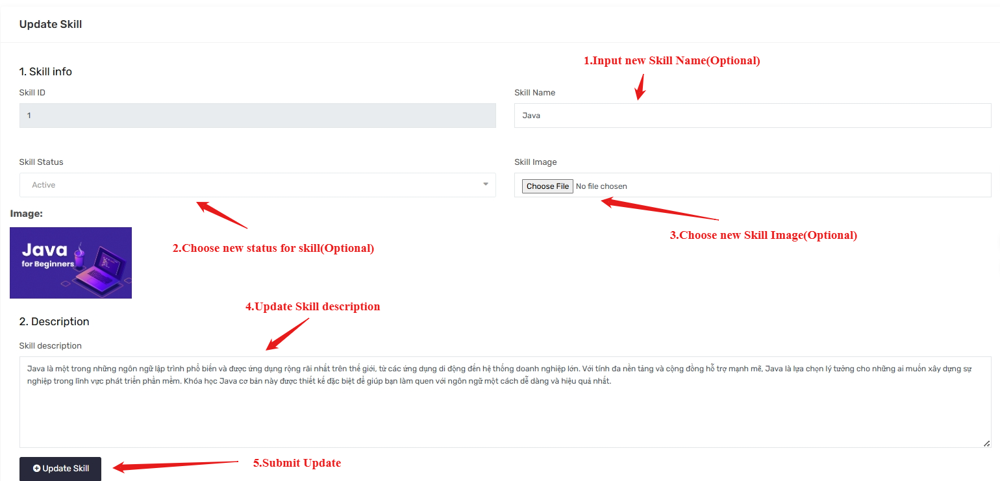 Update Skill
1.Input new Skill Name(Optional)
1. Skill info
Skill ID
Skill Name
1
Java
Skill Status
Skill Image
Active
Choose File No file chosen
Image:
3.Choose new Skill Image(Optional)
Java
for Beginners
2.Choose new status for skill(Optional)
4.Update Skill description
2. Description
Skill description
Java là một trong những ngôn ngữ lập trình phổ biến và được ứng dụng rộng rãi nhất trên thế giới, từ các ứng dụng di động đến hệ thống doanh nghiệp lớn. Với tính đa nền tảng và cộng đồng hỗ trợ mạnh mẽ, Java là lựa chọn lý tưởng cho những ai muốn xây dựng sự
nghiệp trong lĩnh vực phát triển phần mềm. Khóa học Java cơ bản này được thiết kế đặc biệt để giúp bạn làm quen với ngôn ngữ một cách dễ dàng và hiệu quả nhất.
5.Submit Update
Update Skill